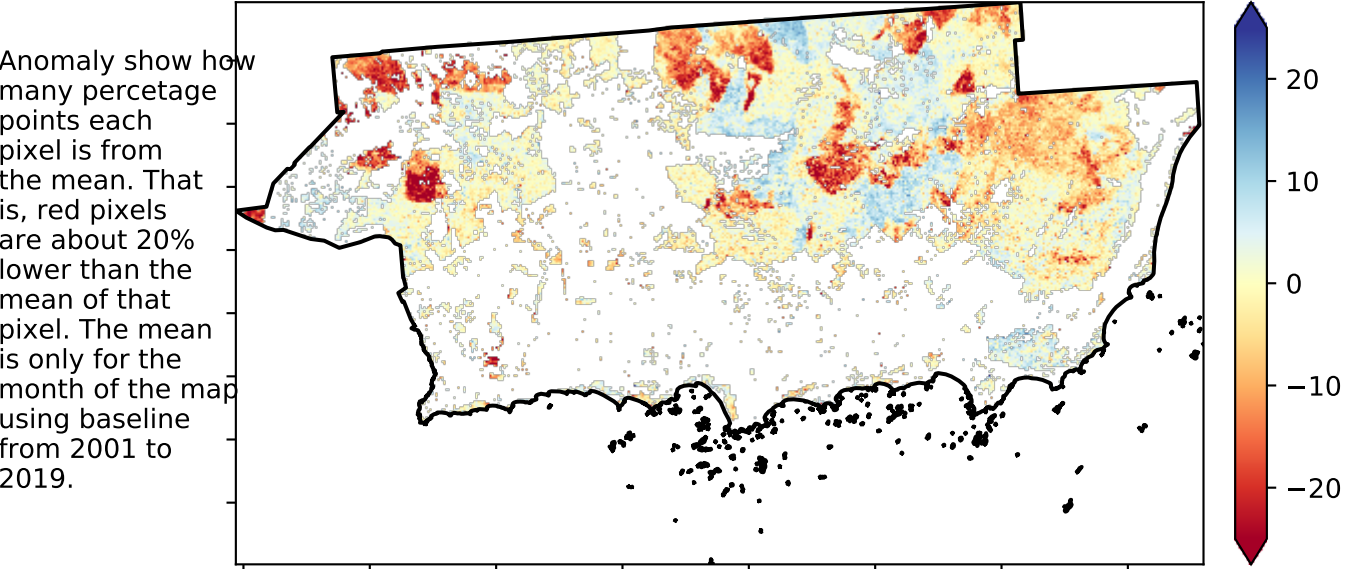 Anomaly show how
many percetage
points each
pixel is from
the mean. That
is, red pixels
are about 20%
lower than the
mean of that
pixel. The mean
is only for the
month of the map
using baseline
from 2001 to
2019.
20
10
0
−10
−20